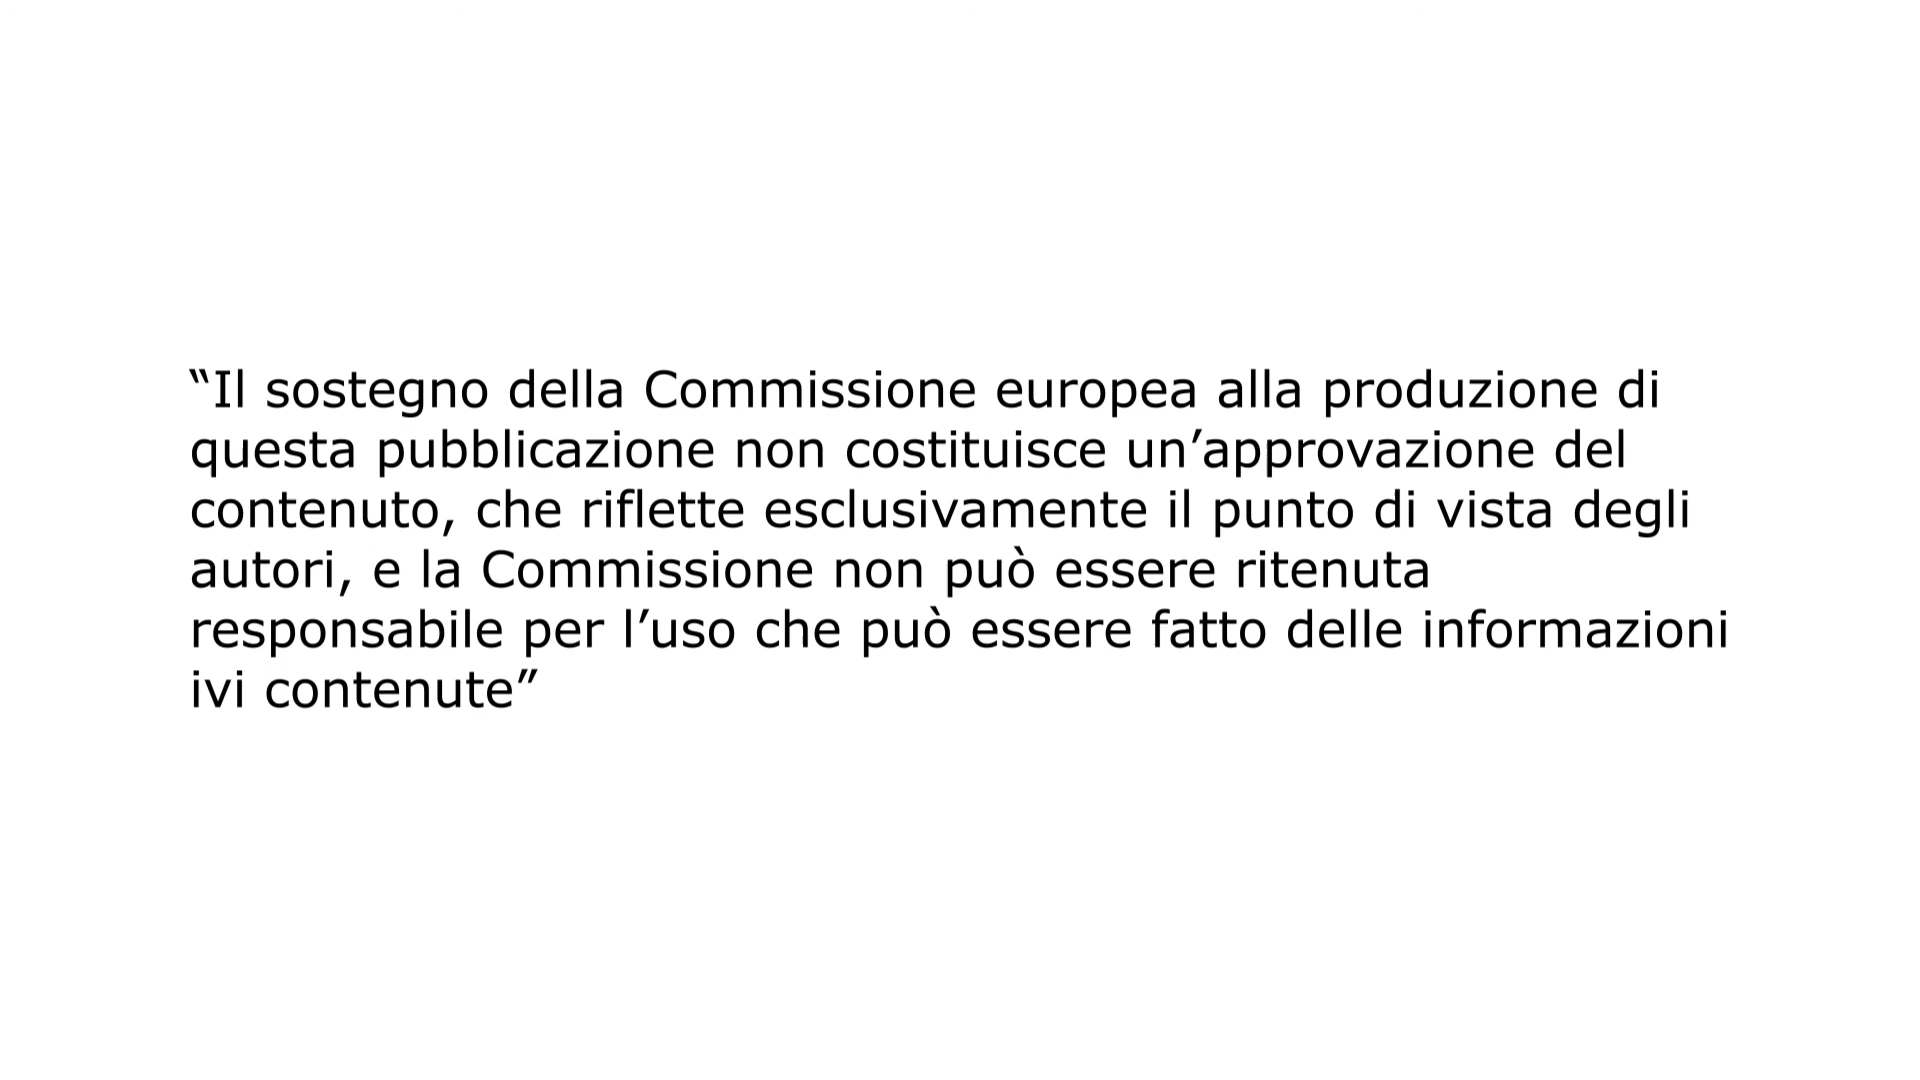 “Il sostegno della Commissione europea alla produzione di
questa pubblicazione non costituisce un’approvazione del
contenuto, che riflette esclusivamente il punto di vista degli
autori, e la Commissione non può essere ritenuta
responsabile per l’uso che può essere fatto delle informazioni
ivi contenute”